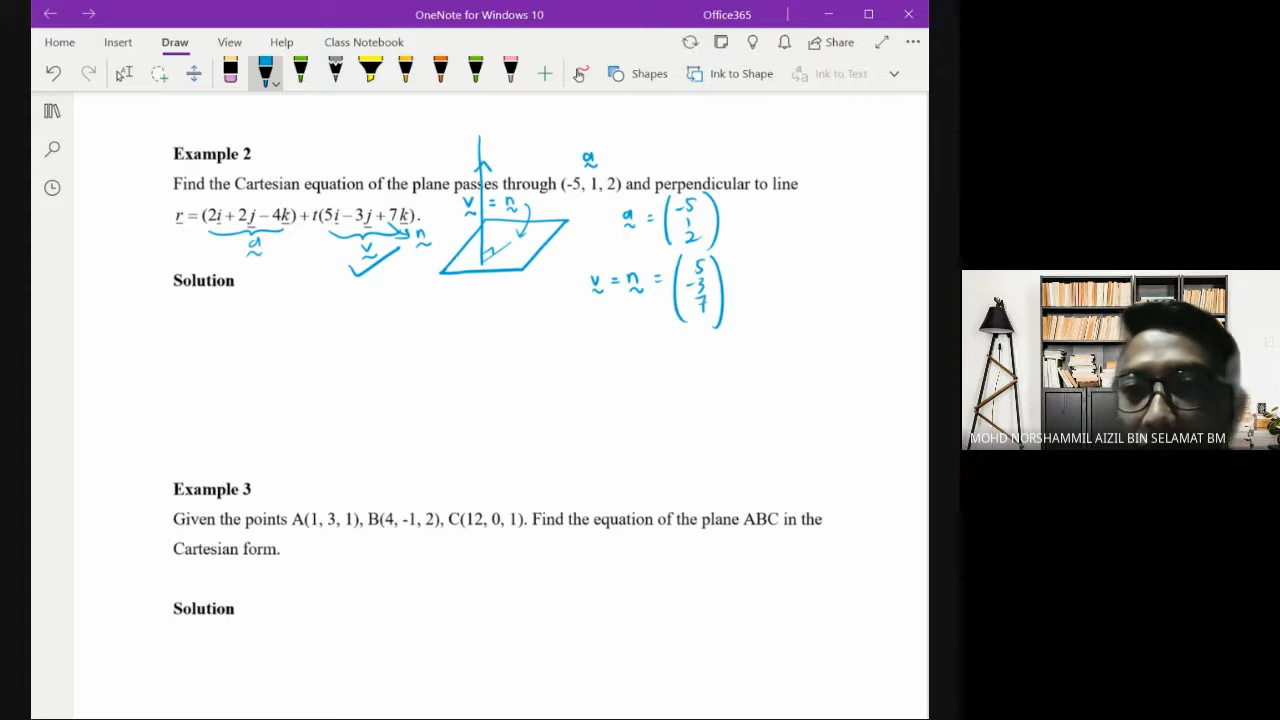 OneNote for Windows 10
Office365
Home Insert Draw View Help Class Notebook
Share
Shapes
Ink to Shape
Ink to Text
Example 2
a
Find the Cartesian equation of the plane passes through (-5, 1, 2) and perpendicular to line
r = (2i + 2j − 4k) + t(5i − 3j + 7k).
a
v
n
v = n
a = (-5 1 2)
v = n = (5 -3 7)
Solution
Example 3
Given the points A(1, 3, 1), B(4, -1, 2), C(12, 0, 1). Find the equation of the plane ABC in the
Cartesian form.
Solution
MOHD NORSHAMMIL AIZIL BIN SELAMAT BM